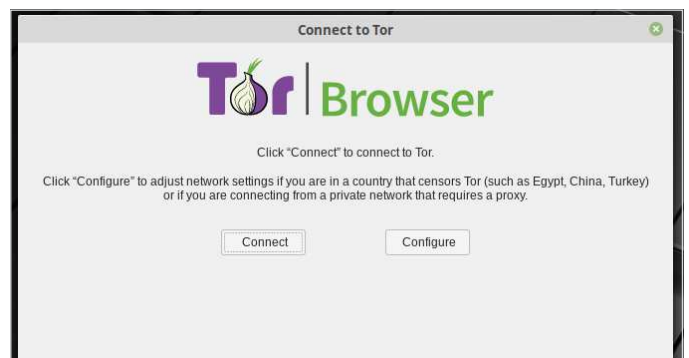 Connect to Tor
Tor Browser
Click “Connect” to connect to Tor.
Click “Configure” to adjust network settings if you are in a country that censors Tor (such as Egypt, China, Turkey)
or if you are connecting from a private network that requires a proxy.
Connect Configure